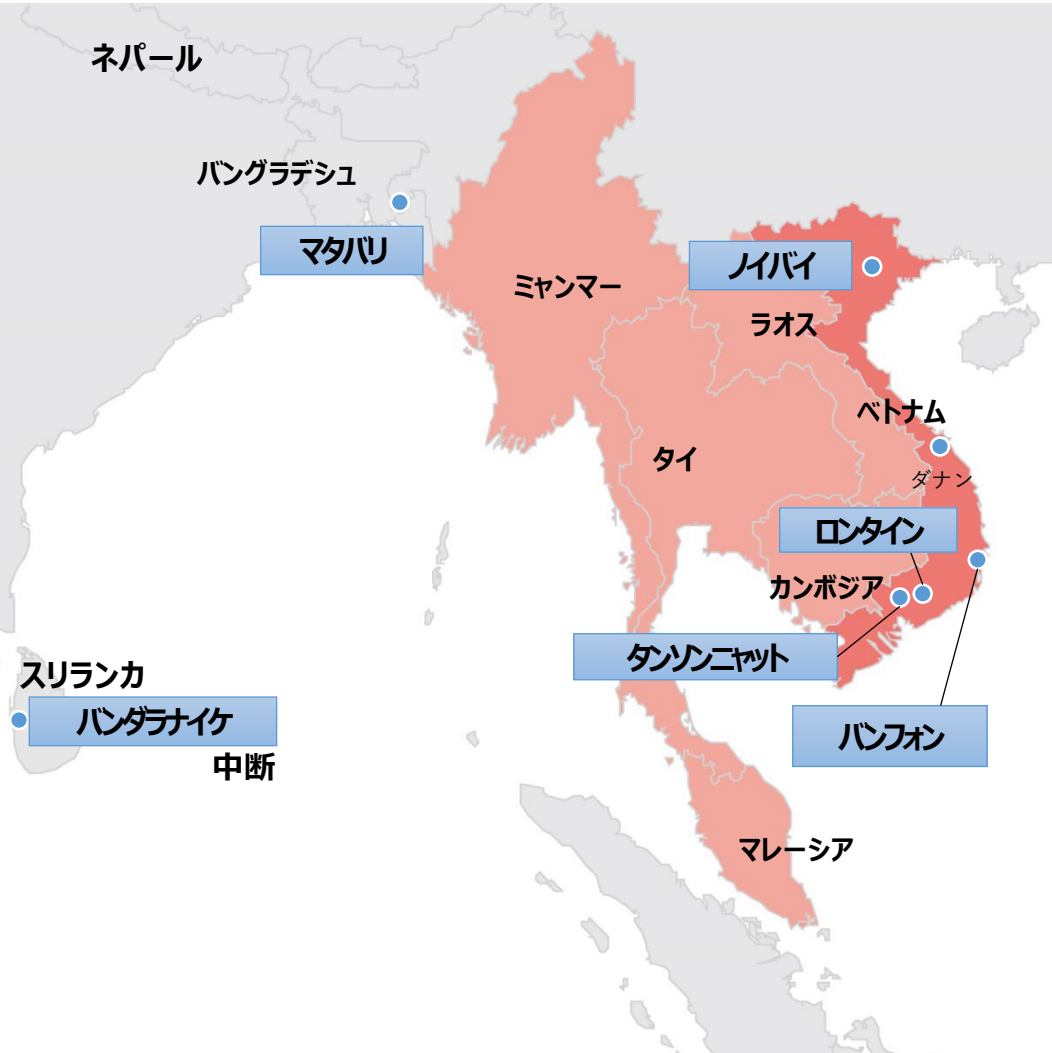 ネパール
バングラデシュ
マタバリ
ノイバイ
ミャンマー
ラオス
ベトナム
タイ
ダナン
ロンタイン
カンボジア
タンソンニャット
スリランカ
バンダラナイケ
バンフォン
中断
マレーシア